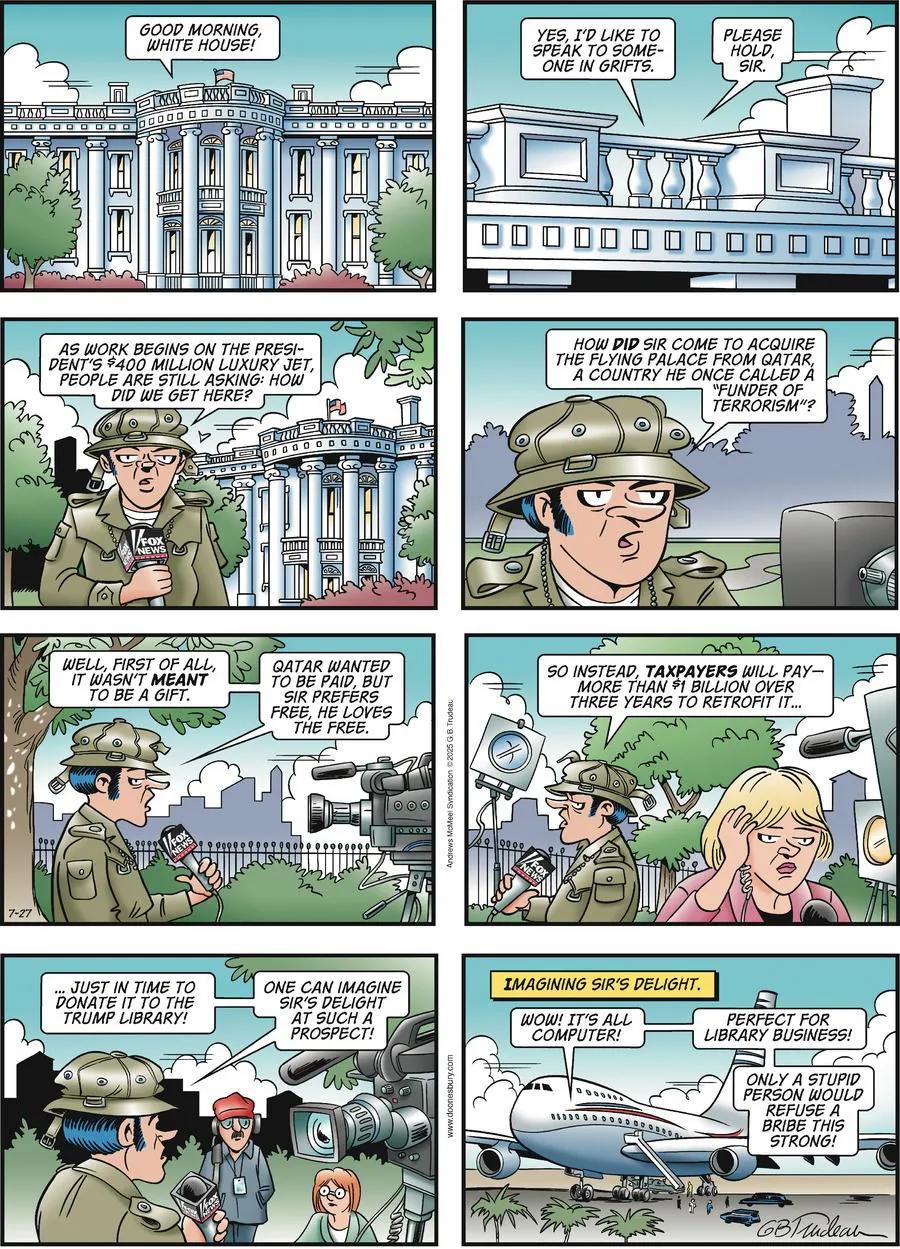 GOOD MORNING,
WHITE HOUSE!
YES, I'D LIKE TO
SPEAK TO SOME-
ONE IN GRIFTS.
PLEASE
HOLD,
SIR.
AS WORK BEGINS ON THE PRESI-
DENT'S $400 MILLION LUXURY JET,
PEOPLE ARE STILL ASKING: HOW
DID WE GET HERE?
FOX
NEWS
HOW DID SIR COME TO ACQUIRE
THE FLYING PALACE FROM QATAR,
A COUNTRY HE ONCE CALLED A
"FUNDER OF
TERRORISM"?
WELL, FIRST OF ALL,
IT WASN'T MEANT
TO BE A GIFT.
QATAR WANTED
TO BE PAID, BUT
SIR PREFERS
FREE, HE LOVES
THE FREE.
FOX
NEWS
7-27
Andrews McMeel Syndication © 2025 G.B. Trudeau
SO INSTEAD, TAXPAYERS WILL PAY—
MORE THAN $1 BILLION OVER
THREE YEARS TO RETROFIT IT...
FOX
NEWS
... JUST IN TIME TO
DONATE IT TO THE
TRUMP LIBRARY!
ONE CAN IMAGINE
SIR'S DELIGHT
AT SUCH A
PROSPECT!
FOX
NEWS
www.doonesbury.com
IMAGINING SIR'S DELIGHT.
WOW! IT'S ALL
COMPUTER!
PERFECT FOR
LIBRARY BUSINESS!
ONLY A STUPID
PERSON WOULD
REFUSE A
BRIBE THIS
STRONG!
GBTrudeau